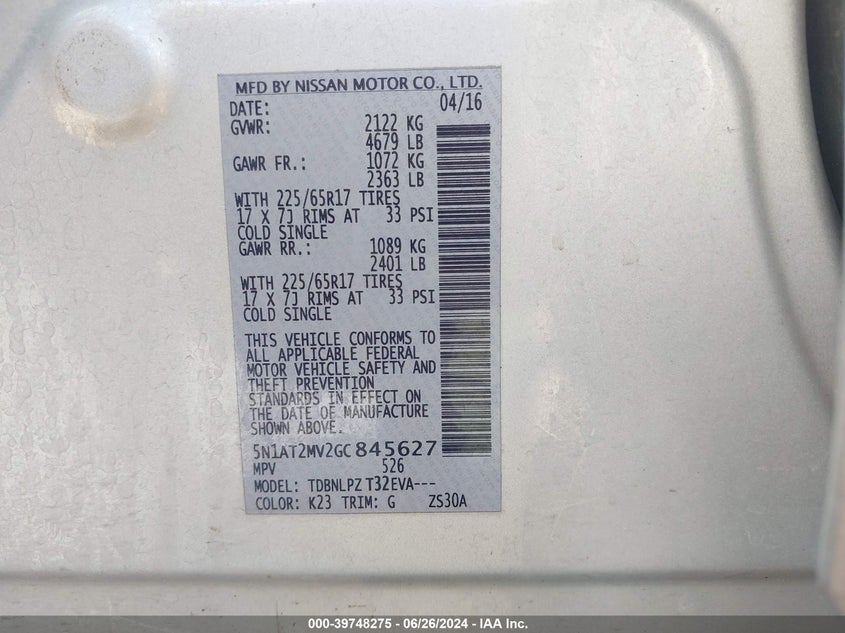 MFD BY NISSAN MOTOR CO., LTD.
DATE: 04/16
GVWR: 2122 KG
4679 LB
GAWR FR.: 1072 KG
2363 LB
WITH 225/65R17 TIRES
17 X 7J RIMS AT 33 PSI
COLD SINGLE
GAWR RR.: 1089 KG
2401 LB
WITH 225/65R17 TIRES
17 X 7J RIMS AT 33 PSI
COLD SINGLE
THIS VEHICLE CONFORMS TO
ALL APPLICABLE FEDERAL
MOTOR VEHICLE SAFETY AND
THEFT PREVENTION
STANDARDS IN EFFECT ON
THE DATE OF MANUFACTURE
SHOWN ABOVE.
5N1AT2MV2GC845627
MPV 526
MODEL: TDBNLPZ T32EVA---
COLOR: K23 TRIM: G ZS30A
000-39748275 - 06/26/2024 - IAA Inc.